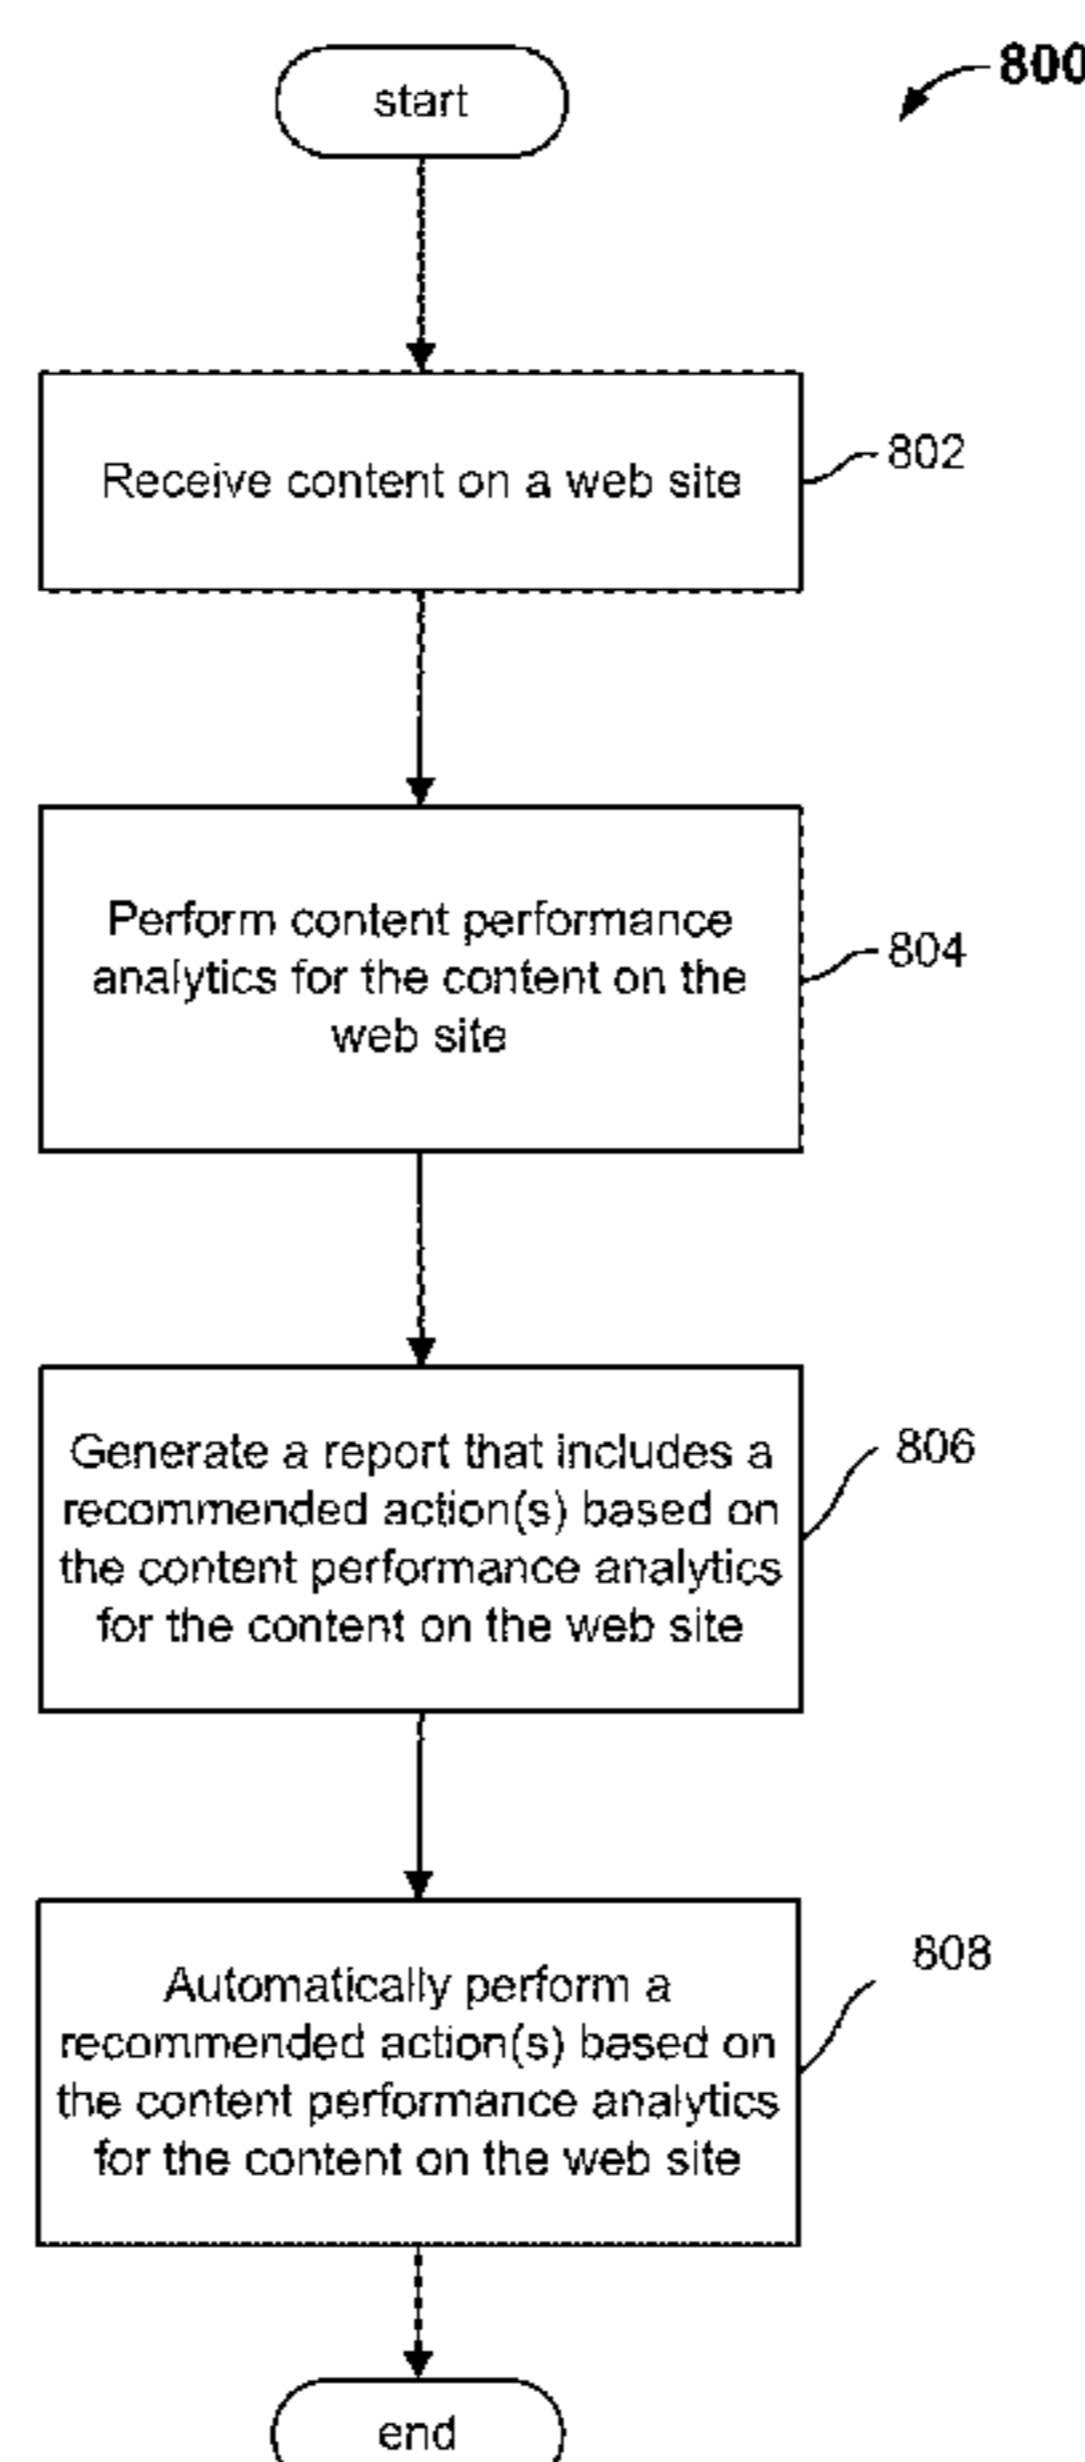 start
800
Receive content on a web site
802
Perform content performance
analytics for the content on the
web site
804
Generate a report that includes a
recommended action(s) based on
the content performance analytics
for the content on the web site
806
Automatically perform a
recommended action(s) based on
the content performance analytics
for the content on the web site
808
end